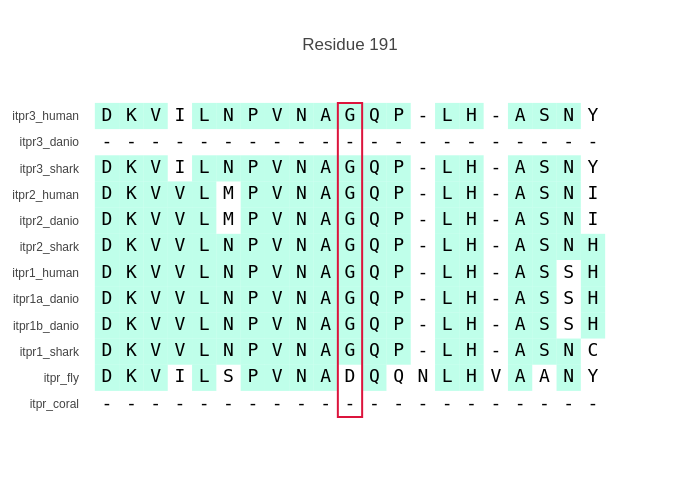 Residue 191
itpr3_human D K V I L N P V N A G Q P - L H - A S N Y
itpr3_danio - - - - - - - - - - - - - - - - - - - - -
itpr3_shark D K V I L N P V N A G Q P - L H - A S N Y
itpr2_human D K V V L M P V N A G Q P - L H - A S N I
itpr2_danio D K V V L M P V N A G Q P - L H - A S N I
itpr2_shark D K V V L N P V N A G Q P - L H - A S N H
itpr1_human D K V V L N P V N A G Q P - L H - A S S H
itpr1a_danio D K V V L N P V N A G Q P - L H - A S S H
itpr1b_danio D K V V L N P V N A G Q P - L H - A S S H
itpr1_shark D K V V L N P V N A G Q P - L H - A S N C
itpr_fly D K V I L S P V N A D Q Q N L H V A A N Y
itpr_coral - - - - - - - - - - - - - - - - - - - - -